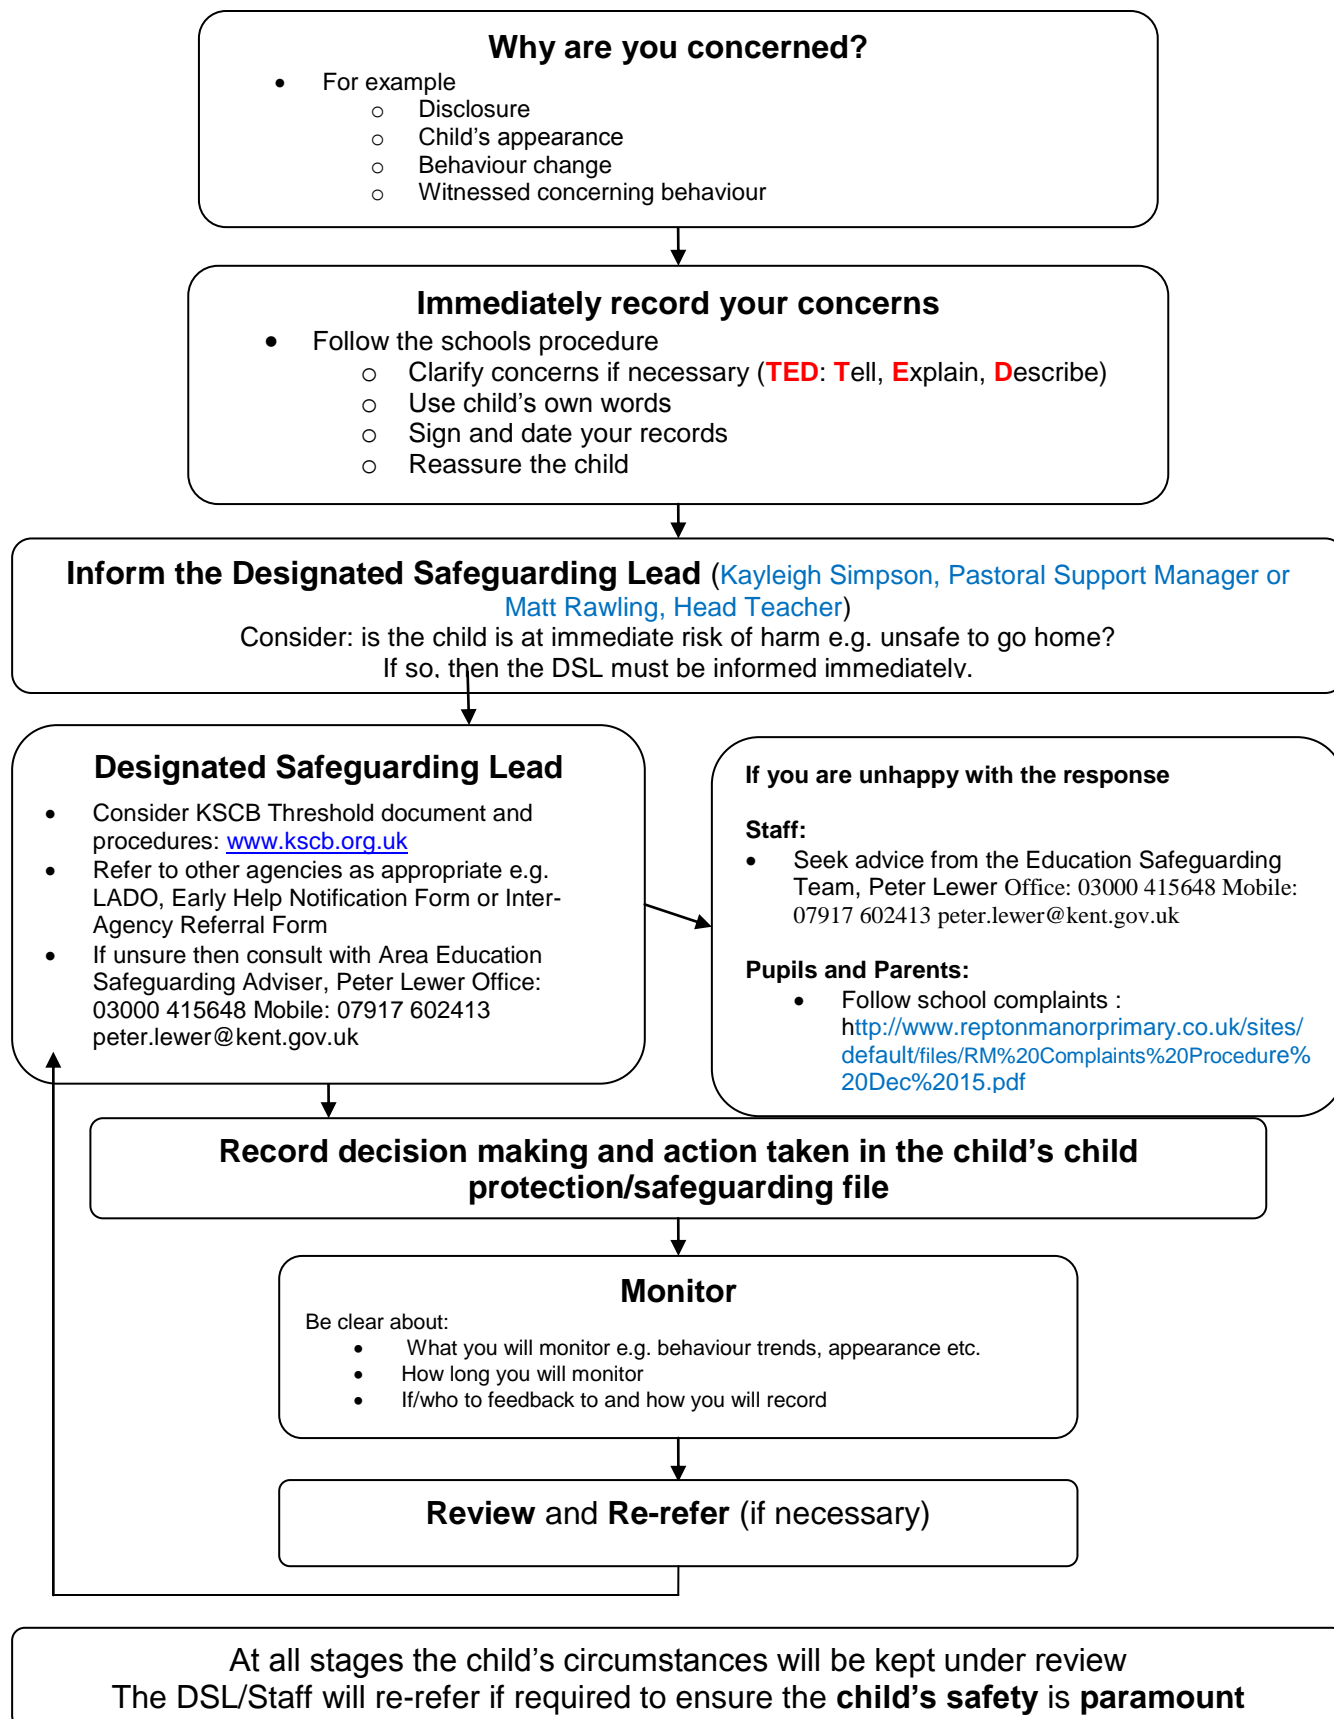 Why are you concerned?
• For example
o Disclosure
o Child’s appearance
o Behaviour change
o Witnessed concerning behaviour
Immediately record your concerns
• Follow the schools procedure
o Clarify concerns if necessary (TED: Tell, Explain, Describe)
o Use child’s own words
o Sign and date your records
o Reassure the child
Inform the Designated Safeguarding Lead (Kayleigh Simpson, Pastoral Support Manager or
Matt Rawling, Head Teacher)
Consider: is the child is at immediate risk of harm e.g. unsafe to go home?
If so, then the DSL must be informed immediately.
Designated Safeguarding Lead
• Consider KSCB Threshold document and
procedures: www.kscb.org.uk
• Refer to other agencies as appropriate e.g.
LADO, Early Help Notification Form or Inter-
Agency Referral Form
• If unsure then consult with Area Education
Safeguarding Adviser, Peter Lewer Office:
03000 415648 Mobile: 07917 602413
peter.lewer@kent.gov.uk
If you are unhappy with the response
Staff:
• Seek advice from the Education Safeguarding
Team, Peter Lewer Office: 03000 415648 Mobile:
07917 602413 peter.lewer@kent.gov.uk
Pupils and Parents:
• Follow school complaints :
http://www.reptonmanorprimary.co.uk/sites/
default/files/RM%20Complaints%20Procedure%
20Dec%2015.pdf
Record decision making and action taken in the child’s child
protection/safeguarding file
Monitor
Be clear about:
• What you will monitor e.g. behaviour trends, appearance etc.
• How long you will monitor
• If/who to feedback to and how you will record
Review and Re-refer (if necessary)
At all stages the child’s circumstances will be kept under review
The DSL/Staff will re-refer if required to ensure the child’s safety is paramount